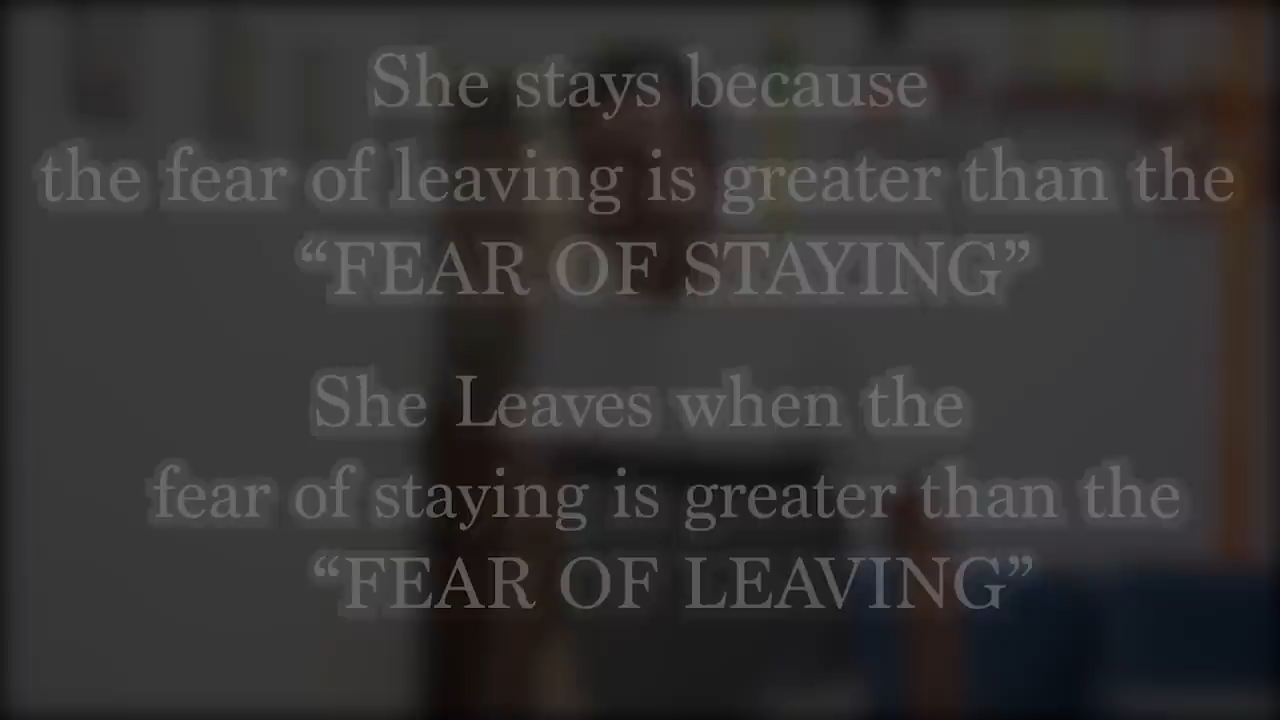 She stays because
the fear of leaving is greater than the
“FEAR OF STAYING”
She Leaves when the
fear of staying is greater than the
“FEAR OF LEAVING”